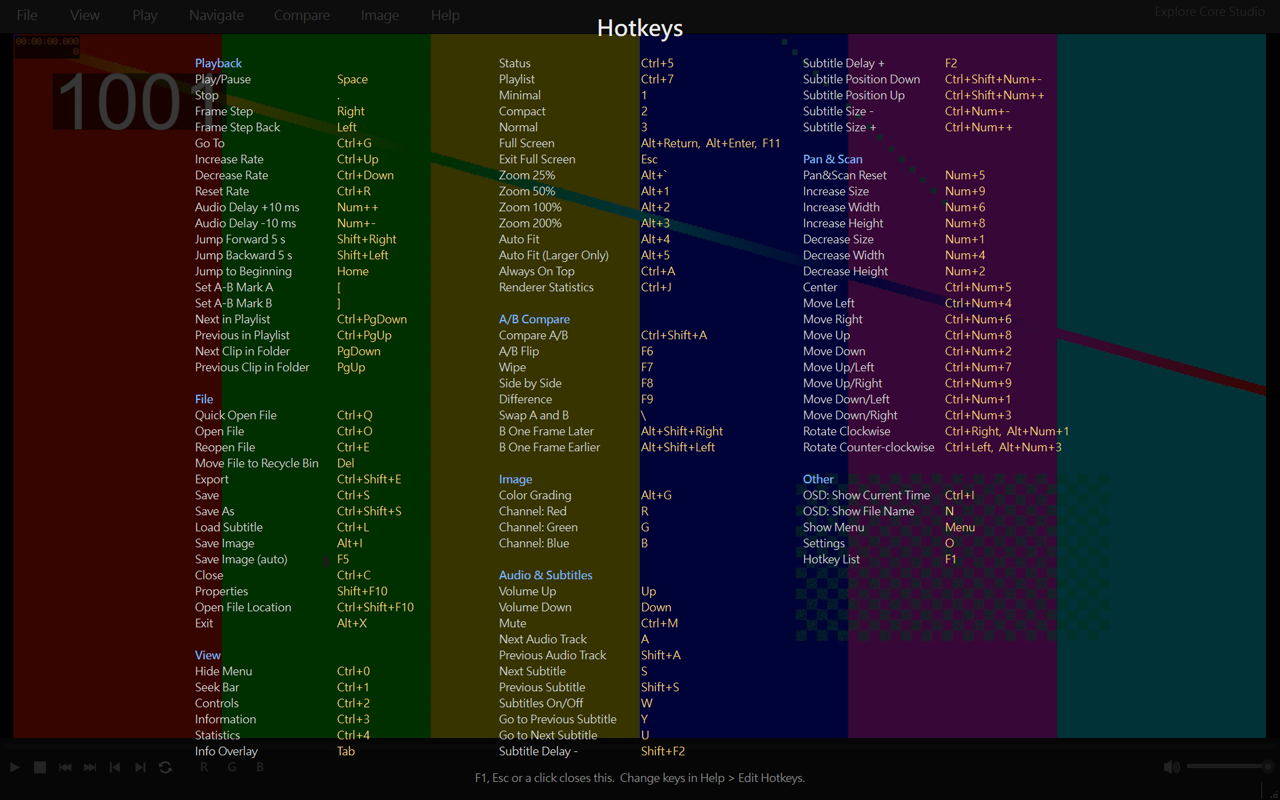 File View Play Navigate Compare Image Help
Explore Core Studio
Hotkeys
00:00:00.000
0
1001
Playback
Play/Pause Space
Stop .
Frame Step Right
Frame Step Back Left
Go To Ctrl+G
Increase Rate Ctrl+Up
Decrease Rate Ctrl+Down
Reset Rate Ctrl+R
Audio Delay +10 ms Num++
Audio Delay -10 ms Num+-
Jump Forward 5 s Shift+Right
Jump Backward 5 s Shift+Left
Jump to Beginning Home
Set A-B Mark A [
Set A-B Mark B ]
Next in Playlist Ctrl+PgDown
Previous in Playlist Ctrl+PgUp
Next Clip in Folder PgDown
Previous Clip in Folder PgUp
File
Quick Open File Ctrl+Q
Open File Ctrl+O
Reopen File Ctrl+E
Move File to Recycle Bin Del
Export Ctrl+Shift+E
Save Ctrl+S
Save As Ctrl+Shift+S
Load Subtitle Ctrl+L
Save Image Alt+I
Save Image (auto) F5
Close Ctrl+C
Properties Shift+F10
Open File Location Ctrl+Shift+F10
Exit Alt+X
View
Hide Menu Ctrl+0
Seek Bar Ctrl+1
Controls Ctrl+2
Information Ctrl+3
Statistics Ctrl+4
Info Overlay Tab
Status Ctrl+5
Playlist Ctrl+7
Minimal 1
Compact 2
Normal 3
Full Screen Alt+Return, Alt+Enter, F11
Exit Full Screen Esc
Zoom 25% Alt+`
Zoom 50% Alt+1
Zoom 100% Alt+2
Zoom 200% Alt+3
Auto Fit Alt+4
Auto Fit (Larger Only) Alt+5
Always On Top Ctrl+A
Renderer Statistics Ctrl+J
A/B Compare
Compare A/B Ctrl+Shift+A
A/B Flip F6
Wipe F7
Side by Side F8
Difference F9
Swap A and B \
B One Frame Later Alt+Shift+Right
B One Frame Earlier Alt+Shift+Left
Image
Color Grading Alt+G
Channel: Red R
Channel: Green G
Channel: Blue B
Audio & Subtitles
Volume Up Up
Volume Down Down
Mute Ctrl+M
Next Audio Track A
Previous Audio Track Shift+A
Next Subtitle S
Previous Subtitle Shift+S
Subtitles On/Off W
Go to Previous Subtitle Y
Go to Next Subtitle U
Subtitle Delay - Shift+F2
Subtitle Delay + F2
Subtitle Position Down Ctrl+Shift+Num+-
Subtitle Position Up Ctrl+Shift+Num++
Subtitle Size - Ctrl+Num+-
Subtitle Size + Ctrl+Num++
Pan & Scan
Pan&Scan Reset Num+5
Increase Size Num+9
Increase Width Num+6
Increase Height Num+8
Decrease Size Num+1
Decrease Width Num+4
Decrease Height Num+2
Center Ctrl+Num+5
Move Left Ctrl+Num+4
Move Right Ctrl+Num+6
Move Up Ctrl+Num+8
Move Down Ctrl+Num+2
Move Up/Left Ctrl+Num+7
Move Up/Right Ctrl+Num+9
Move Down/Left Ctrl+Num+1
Move Down/Right Ctrl+Num+3
Rotate Clockwise Ctrl+Right, Alt+Num+1
Rotate Counter-clockwise Ctrl+Left, Alt+Num+3
Other
OSD: Show Current Time Ctrl+I
OSD: Show File Name N
Show Menu Menu
Settings O
Hotkey List F1
R G B
F1, Esc or a click closes this. Change keys in Help > Edit Hotkeys.